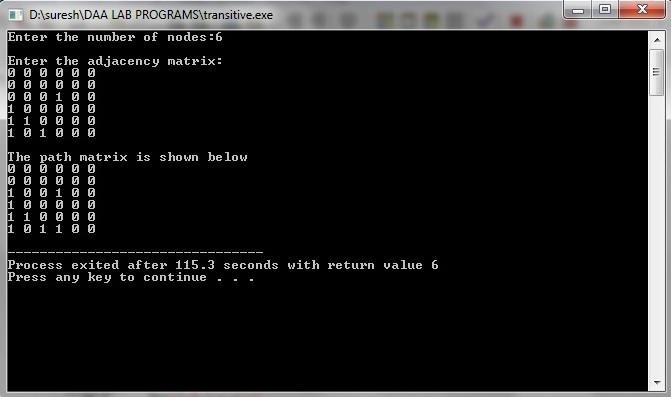 D:\suresh\DAA LAB PROGRAMS\transitive.exe
Enter the number of nodes:6
Enter the adjacency matrix:
0 0 0 0 0 0
0 0 0 0 0 0
0 0 0 1 0 0
1 0 0 0 0 0
1 1 0 0 0 0
1 0 1 0 0 0
The path matrix is shown below
0 0 0 0 0 0
0 0 0 0 0 0
1 0 0 1 0 0
1 0 0 0 0 0
1 1 0 0 0 0
1 0 1 1 0 0
--------------------------------
Process exited after 115.3 seconds with return value 6
Press any key to continue . . .